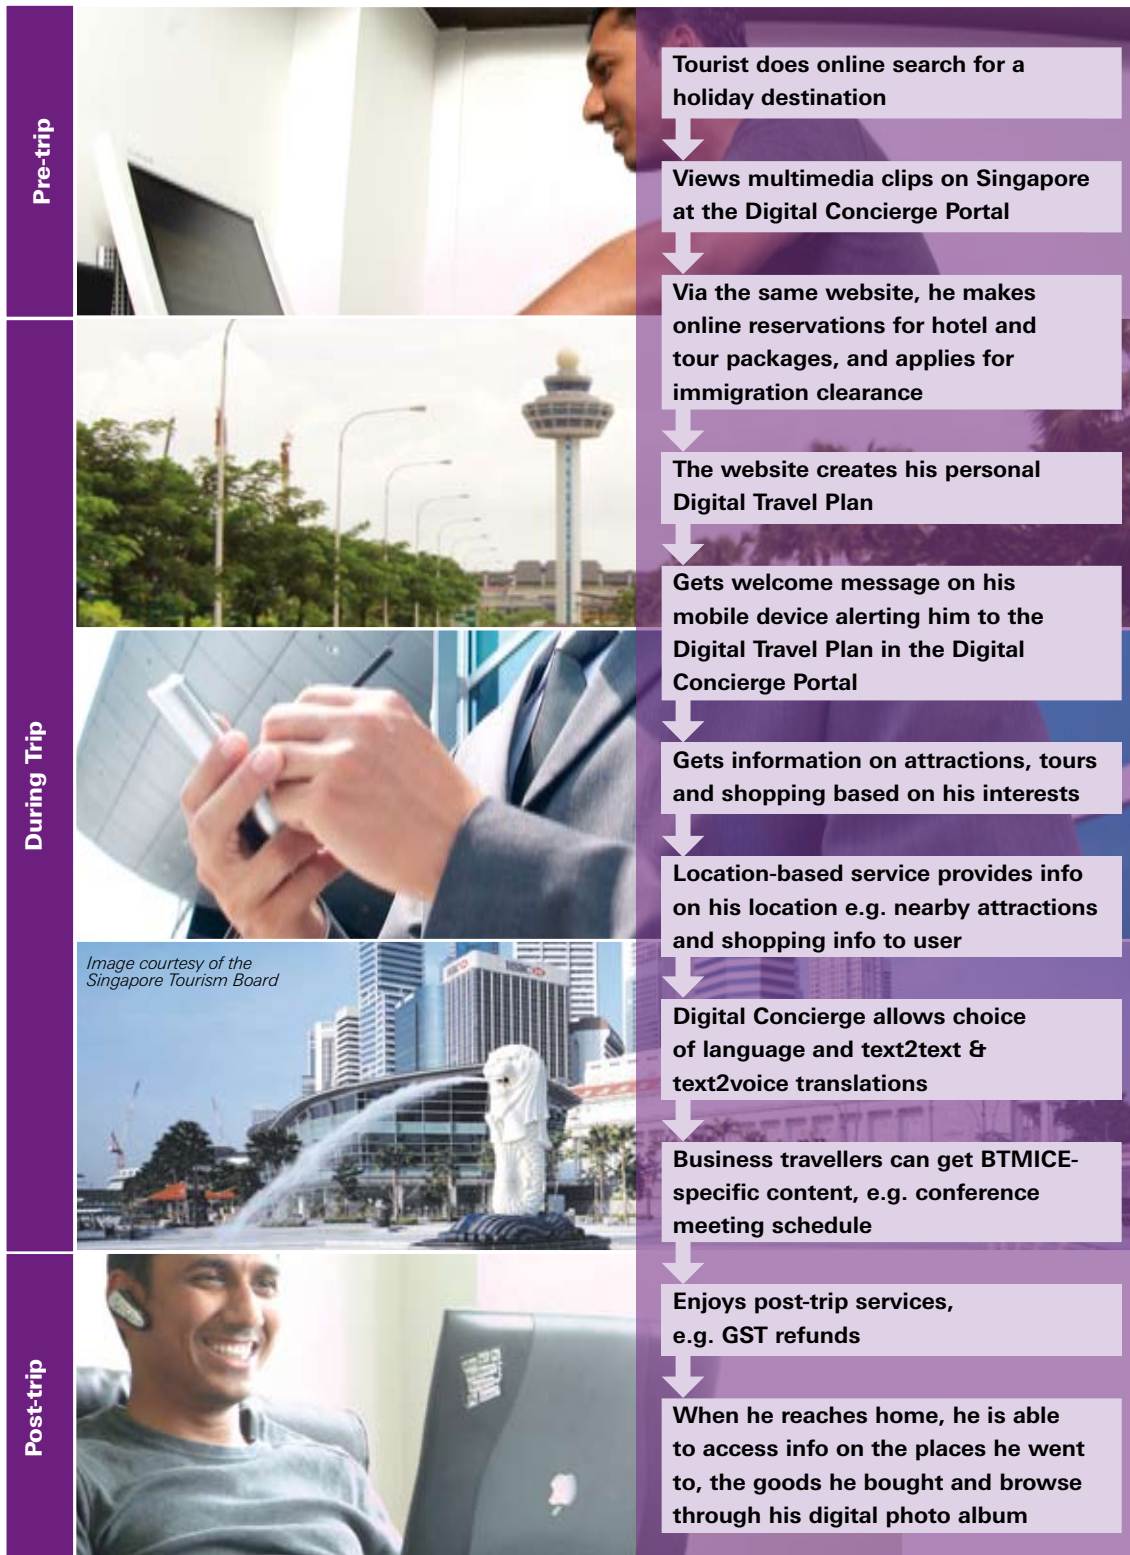 Pre-trip
Tourist does online search for a
holiday destination
Views multimedia clips on Singapore
at the Digital Concierge Portal
Via the same website, he makes
online reservations for hotel and
tour packages, and applies for
immigration clearance
During Trip
The website creates his personal
Digital Travel Plan
Gets welcome message on his
mobile device alerting him to the
Digital Travel Plan in the Digital
Concierge Portal
Gets information on attractions, tours
and shopping based on his interests
Location-based service provides info
on his location e.g. nearby attractions
and shopping info to user
Image courtesy of the
Singapore Tourism Board
HSBC
Digital Concierge allows choice
of language and text2text &
text2voice translations
Business travellers can get BTMICE-
specific content, e.g. conference
meeting schedule
Post-trip
Enjoys post-trip services,
e.g. GST refunds
When he reaches home, he is able
to access info on the places he went
to, the goods he bought and browse
through his digital photo album